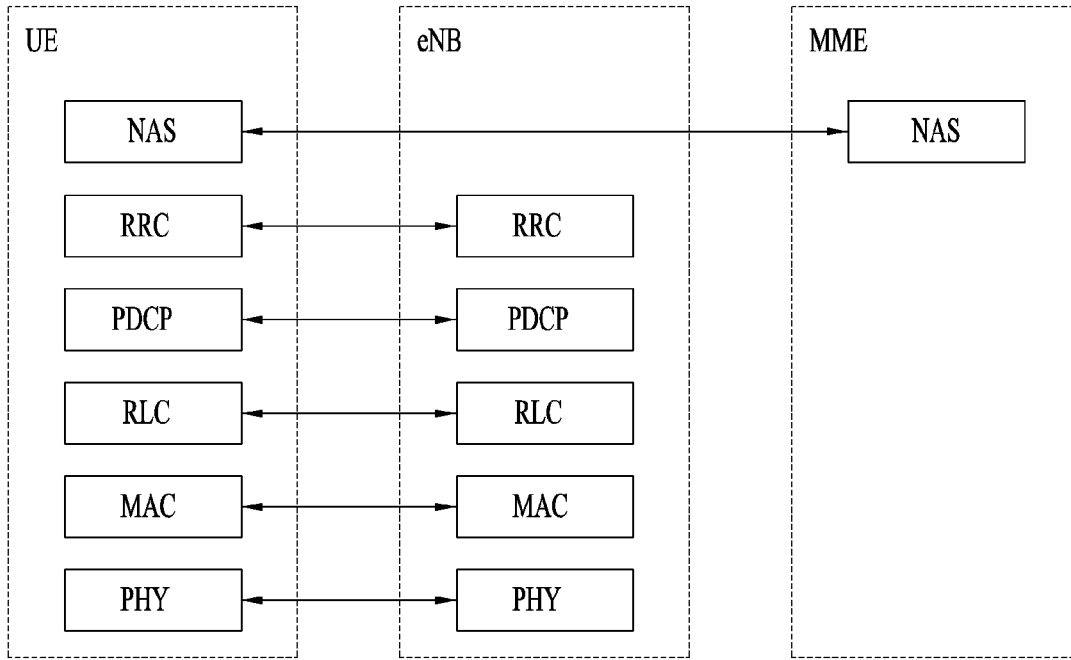 UE eNB MME
NAS NAS
RRC RRC
PDCP PDCP
RLC RLC
MAC MAC
PHY PHY